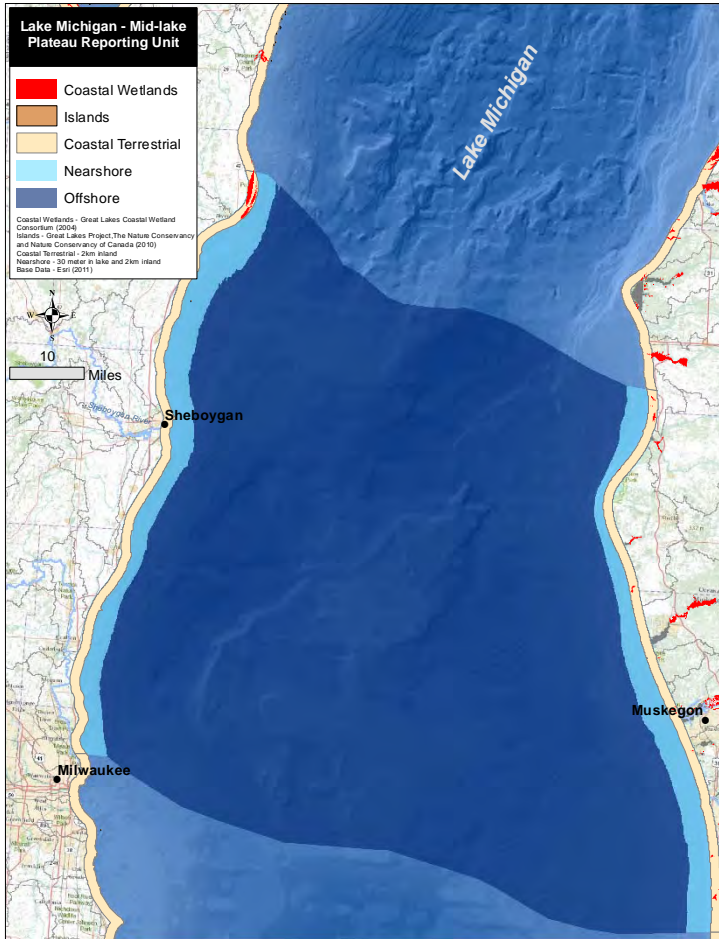 Lake Michigan - Mid-lake
Plateau Reporting Unit
Coastal Wetlands
Islands
Coastal Terrestrial
Nearshore
Offshore
Coastal Wetlands - Great Lakes Coastal Wetland
Consortium (2004)
Islands - Great Lakes Project,The Nature Conservancy
and Nature Conservancy of Canada (2010)
Coastal Terrestrial - 2km inland
Nearshore - 30 meter in lake and 2km inland
Base Data - Esri (2011)
Lake Michigan
N
W
E
S
10
Miles
Sheboygan River
Sheboygan
Muskegon
Milwaukee